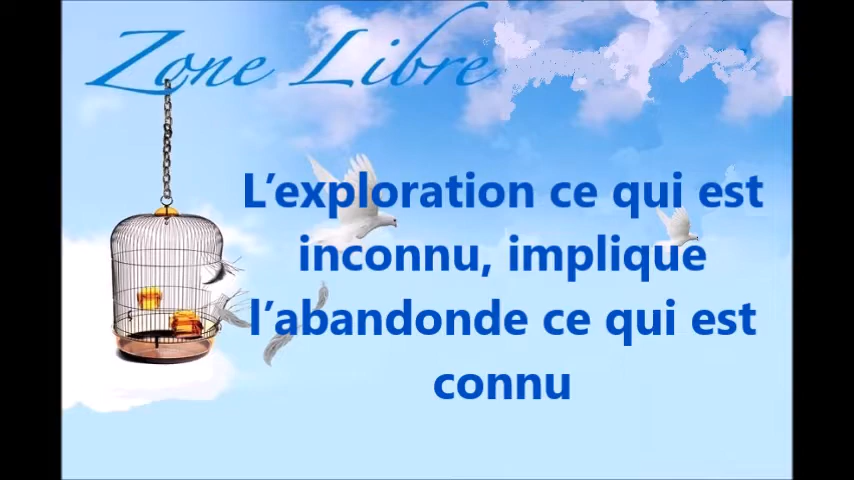 Zone Libre
L’exploration ce qui est
inconnu, implique
l’abandonde ce qui est
connu